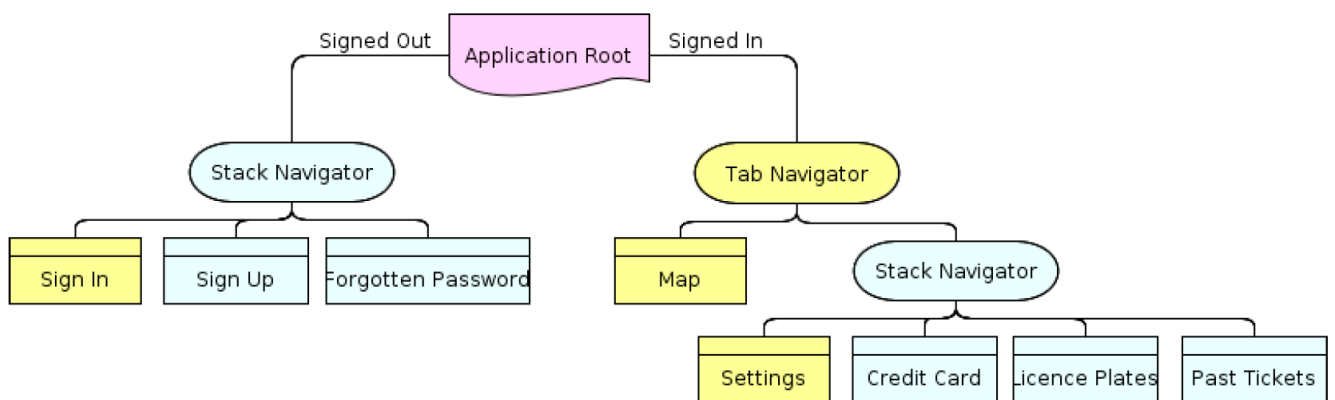 Signed Out
Application Root
Signed In
Stack Navigator
Tab Navigator
Sign In
Sign Up
Forgotten Password
Map
Stack Navigator
Settings
Credit Card
Licence Plates
Past Tickets